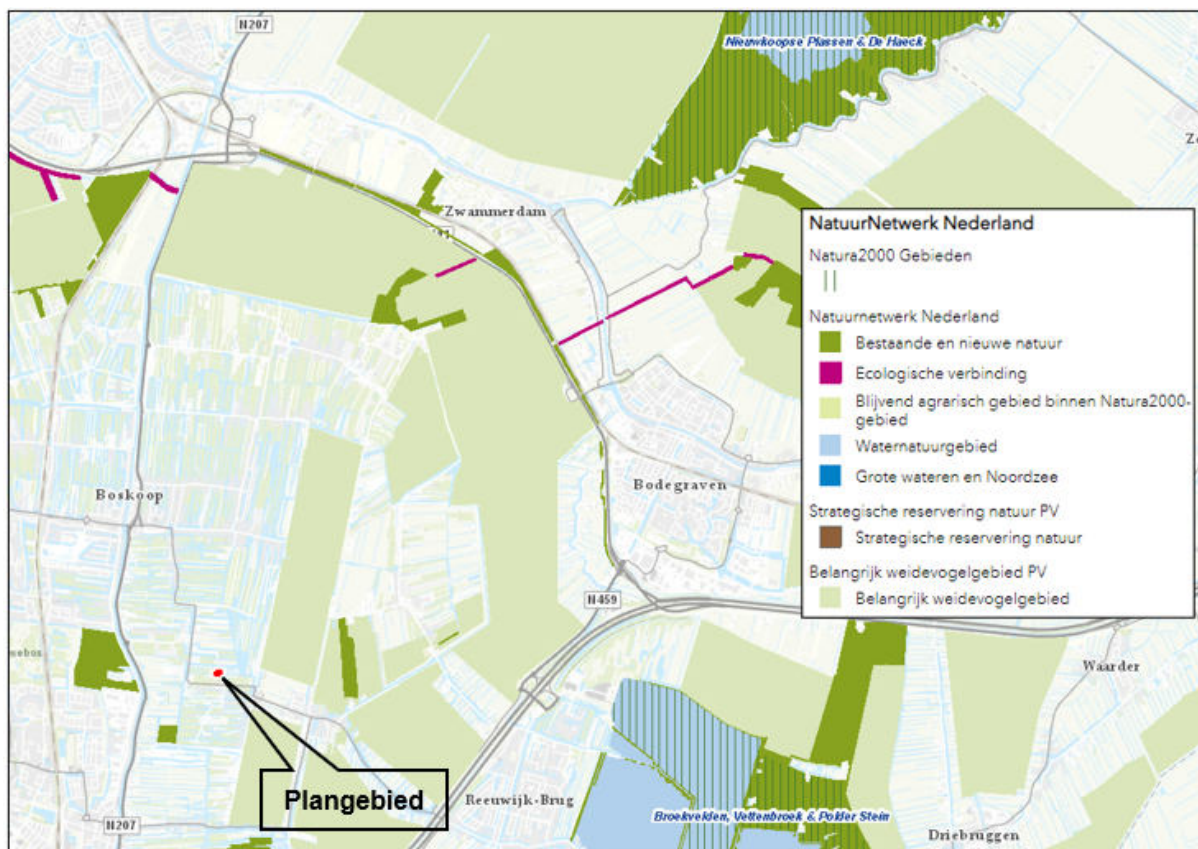 N207
Nieuwkoopse Plassen & De Haeck
Zwammerdam
NatuurNetwerk Nederland
Natura2000 Gebieden
Natuurnetwerk Nederland
Bestaande en nieuwe natuur
Ecologische verbinding
Blijvend agrarisch gebied binnen Natura2000-
gebied
Waternatuurgebied
Grote wateren en Noordzee
Strategische reservering natuur PV
Strategische reservering natuur
Belangrijk weidevogelgebied PV
Belangrijk weidevogelgebied
Boskoop
Bodegraven
N459
Waarder
Plangebied
Reeuwijk-Brug
Broekvelden, Vettenbroek & Polder Stein
N207
Driebruggen